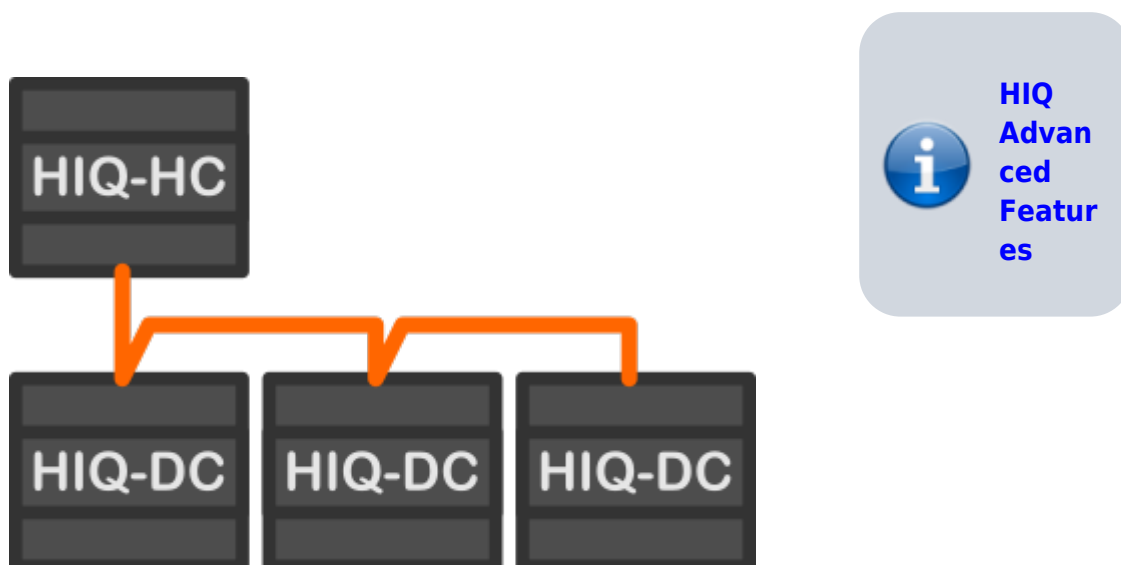 HIQ-HC
HIQ
Advan
ced
Featur
es
HIQ-DC
HIQ-DC
HIQ-DC